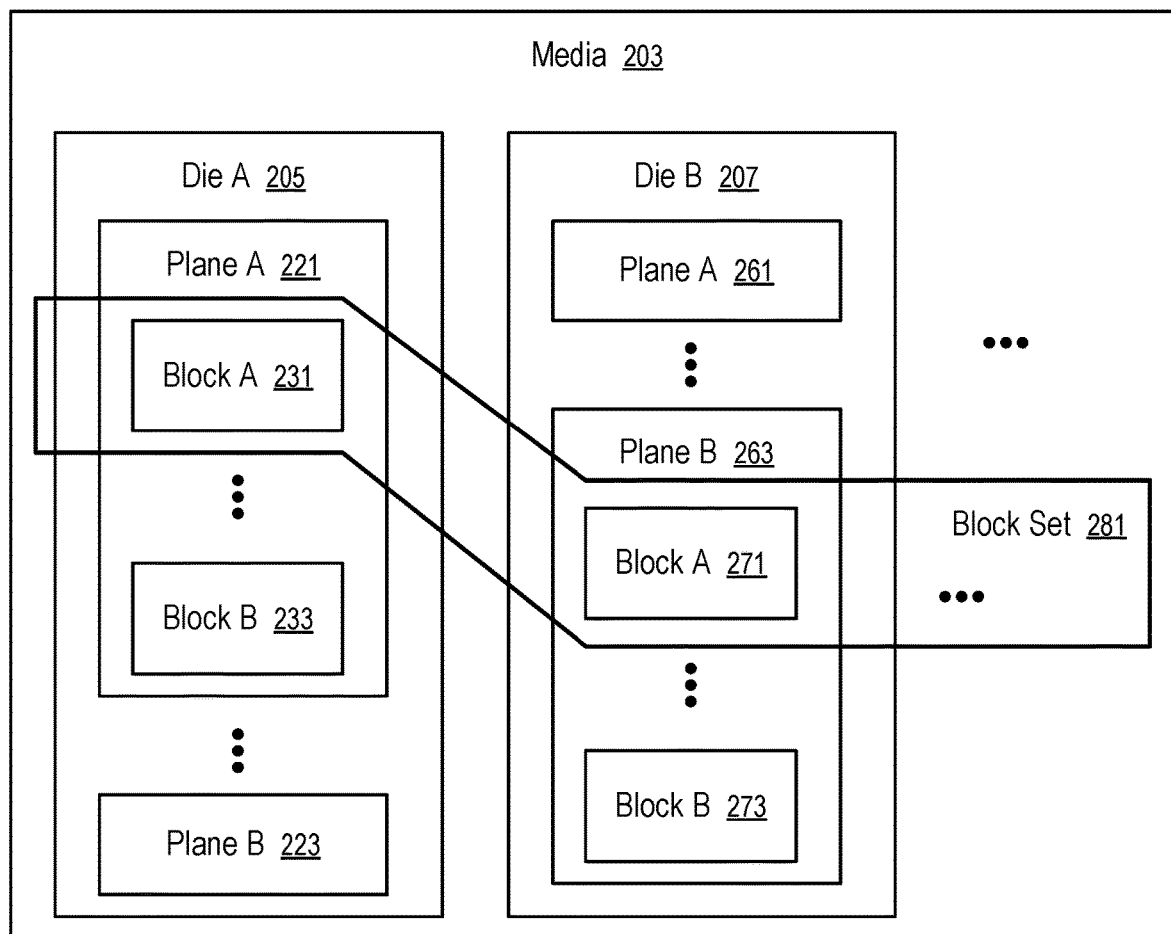 Media 203
Die A 205
Plane A 221
Block A 231
Block B 233
Plane B 223
Die B 207
Plane A 261
Plane B 263
Block A 271
Block B 273
Block Set 281